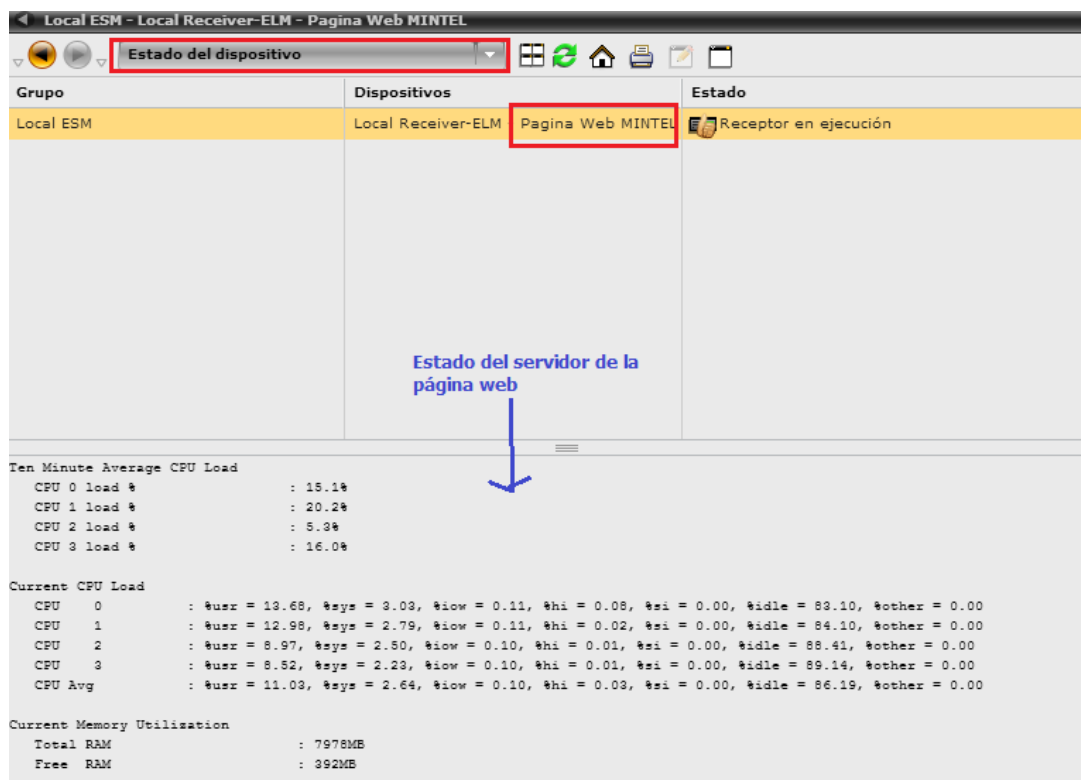 Local ESM - Local Receiver-ELM - Pagina Web MINTEL
Estado del dispositivo
Grupo Dispositivos Estado
Local ESM Local Receiver-ELM - Pagina Web MINTEL Receptor en ejecución
Estado del servidor de la
página web
Ten Minute Average CPU Load
CPU 0 load % : 15.1%
CPU 1 load % : 20.2%
CPU 2 load % : 5.3%
CPU 3 load % : 16.0%
Current CPU Load
CPU 0 : %usr = 13.68, %sys = 3.03, %iow = 0.11, %hi = 0.08, %si = 0.00, %idle = 83.10, %other = 0.00
CPU 1 : %usr = 12.98, %sys = 2.79, %iow = 0.11, %hi = 0.02, %si = 0.00, %idle = 84.10, %other = 0.00
CPU 2 : %usr = 8.97, %sys = 2.50, %iow = 0.10, %hi = 0.01, %si = 0.00, %idle = 88.41, %other = 0.00
CPU 3 : %usr = 8.52, %sys = 2.23, %iow = 0.10, %hi = 0.01, %si = 0.00, %idle = 89.14, %other = 0.00
CPU Avg : %usr = 11.03, %sys = 2.64, %iow = 0.10, %hi = 0.03, %si = 0.00, %idle = 86.19, %other = 0.00
Current Memory Utilization
Total RAM : 7978MB
Free RAM : 392MB